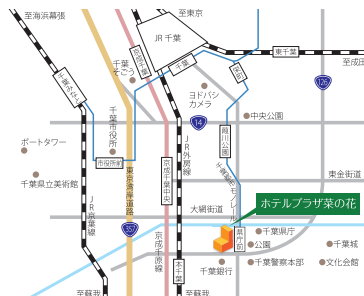 至海浜幕張
至東京
JR 千葉
京成千葉
千葉
東千葉
至成田
千葉みなと
千葉
そごう
栄町
126
ヨドバシ
カメラ
中央公園
千葉
市役所
14
葭川公園
ポートタワー
市役所前
JR外房線
千葉都市モノレール
千葉県立美術館
東京湾岸道路
京成千葉中央
東金街道
JR京葉線
大網街道
ホテルプラザ菜の花
357
京成千原線
県庁前
千葉県庁
公園
千葉城
本千葉
千葉銀行
千葉警察本部
文化会館
至蘇我
至蘇我